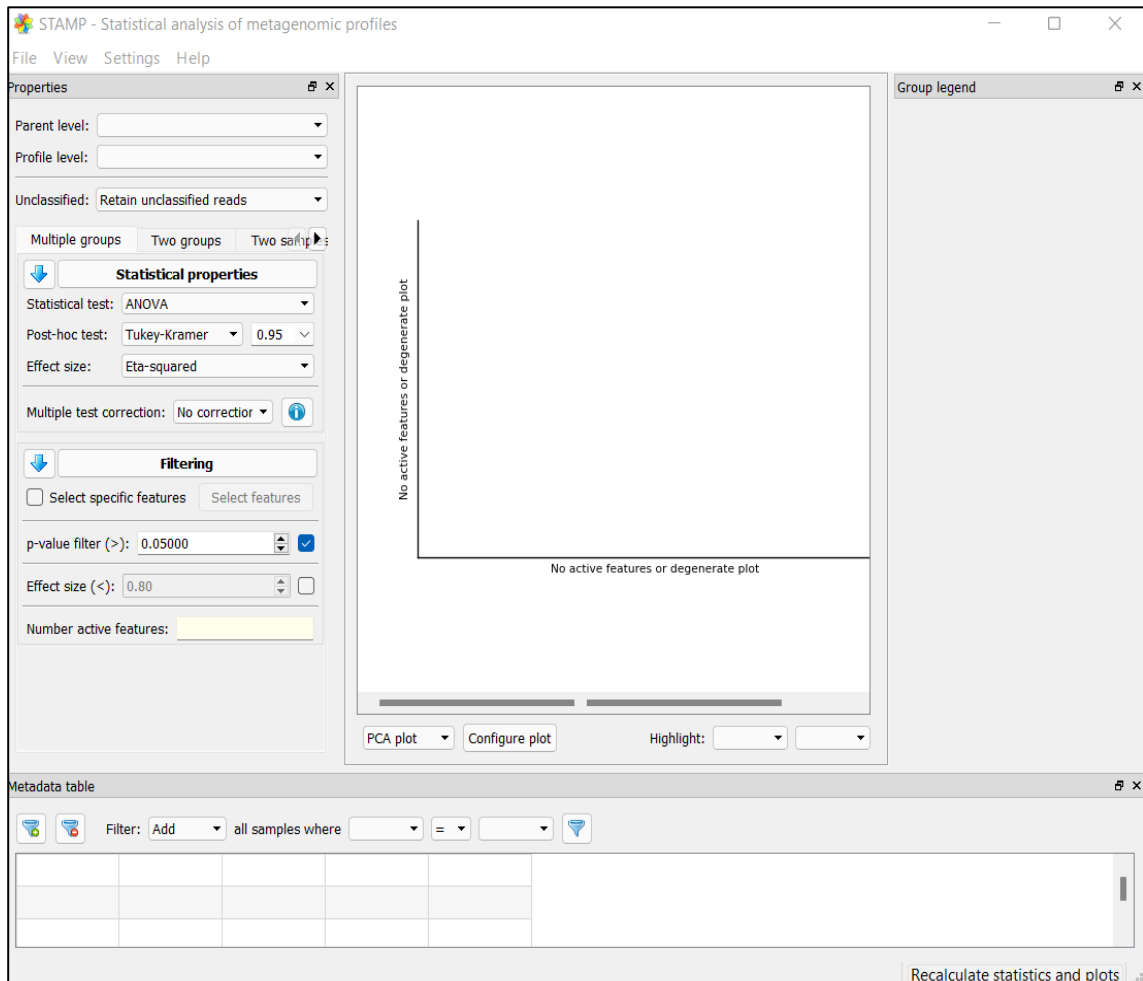 STAMP - Statistical analysis of metagenomic profiles
File View Settings Help
Properties
Parent level:
Profile level:
Unclassified: Retain unclassified reads
Multiple groups Two groups Two samples
Statistical properties
Statistical test: ANOVA
Post-hoc test: Tukey-Kramer 0.95
Effect size: Eta-squared
Multiple test correction: No correction
Filtering
Select specific features Select features
p-value filter (>): 0.05000
Effect size (<): 0.80
Number active features:
No active features or degenerate plot
No active features or degenerate plot
PCA plot Configure plot Highlight:
Group legend
Metadata table
Filter: Add all samples where =
Recalculate statistics and plots